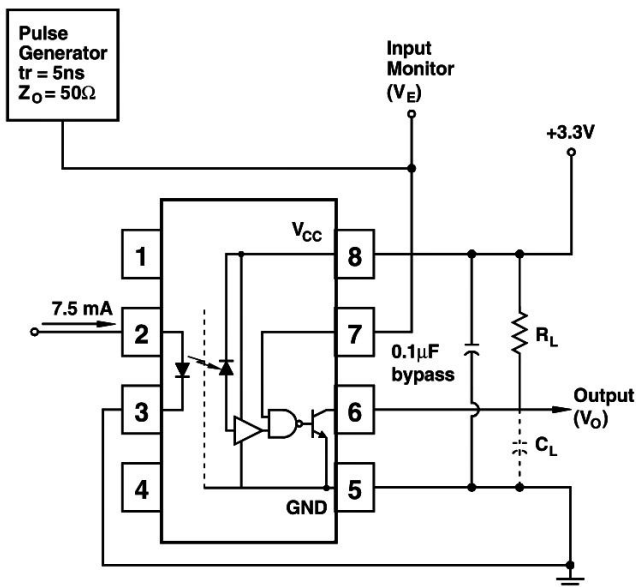 Pulse
Generator
tr = 5ns
ZO = 50Ω
Input
Monitor
(VE)
+3.3V
VCC
1
8
7.5 mA
2
7
0.1μF
bypass
RL
3
6
Output
(VO)
CL
4
5
GND